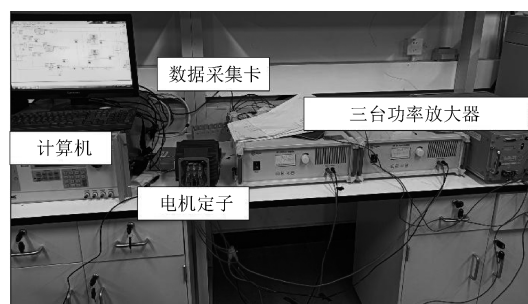 数据采集卡
三台功率放大器
计算机
电机定子